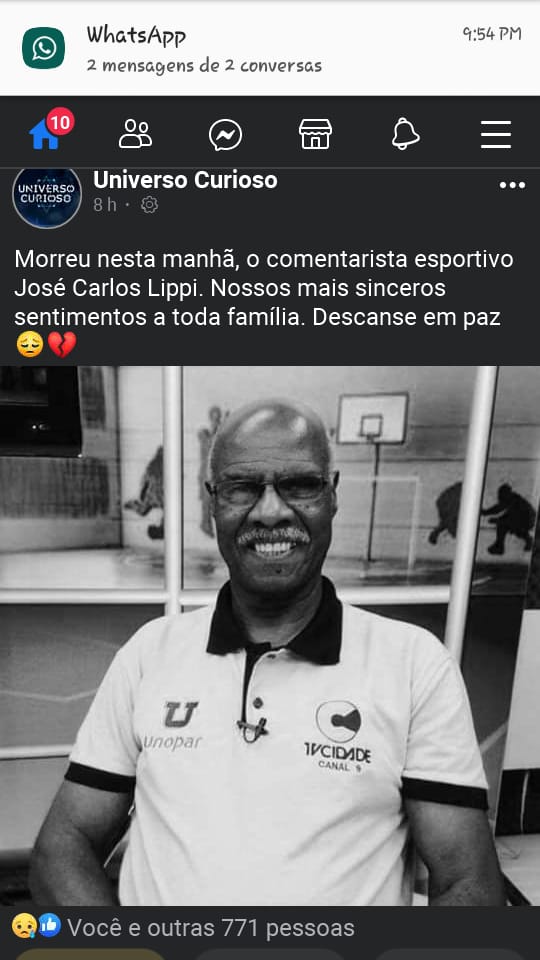 WhatsApp
9:54 PM
2 mensagens de 2 conversas
10
UNIVERSO
CURIOSO
Universo Curioso
8 h ·
Morreu nesta manhã, o comentarista esportivo
José Carlos Lippi. Nossos mais sinceros
sentimentos a toda família. Descanse em paz
😔💔
unopar
TVCIDADE
CANAL 9
Você e outras 771 pessoas